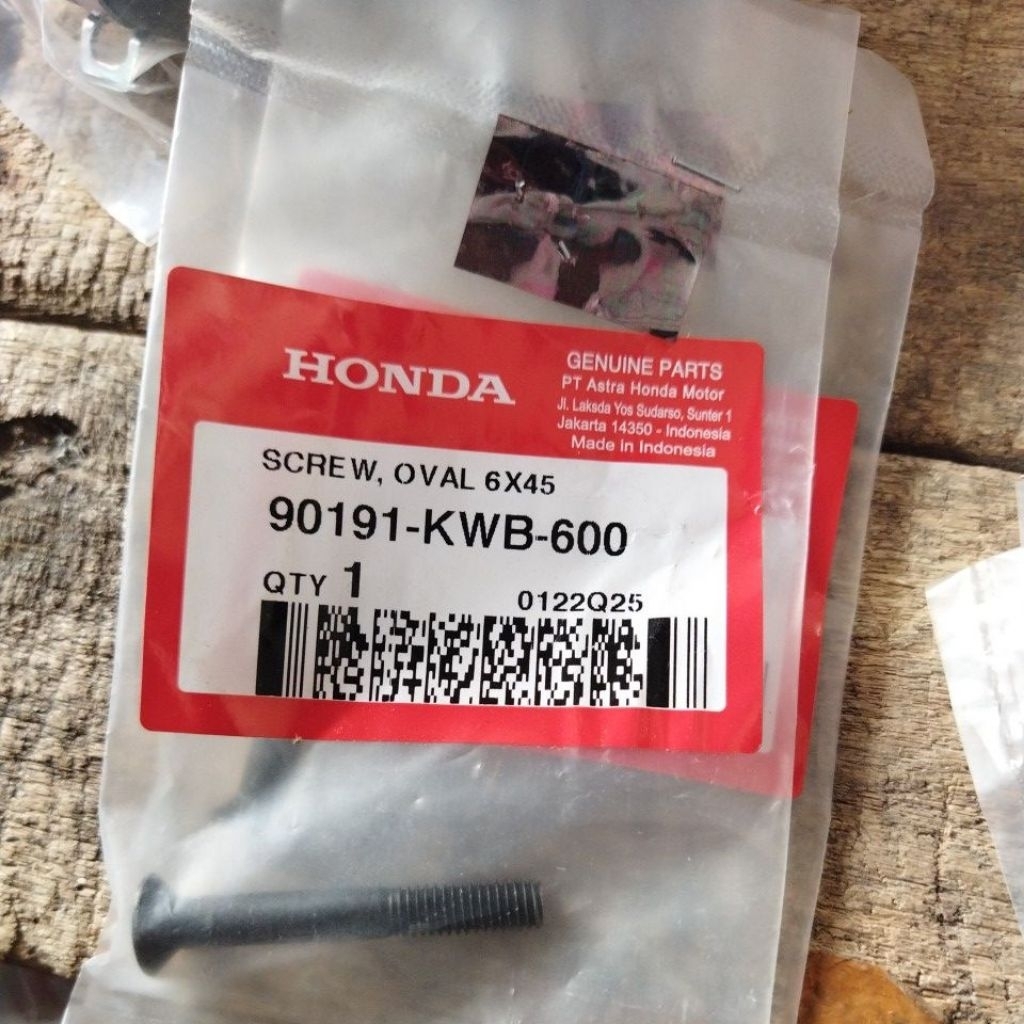 HONDA
GENUINE PARTS
PT Astra Honda Motor
Jl. Laksda Yos Sudarso, Sunter 1
Jakarta 14350 - Indonesia
Made in Indonesia
SCREW, OVAL 6X45
90191-KWB-600
QTY 1
0122Q25